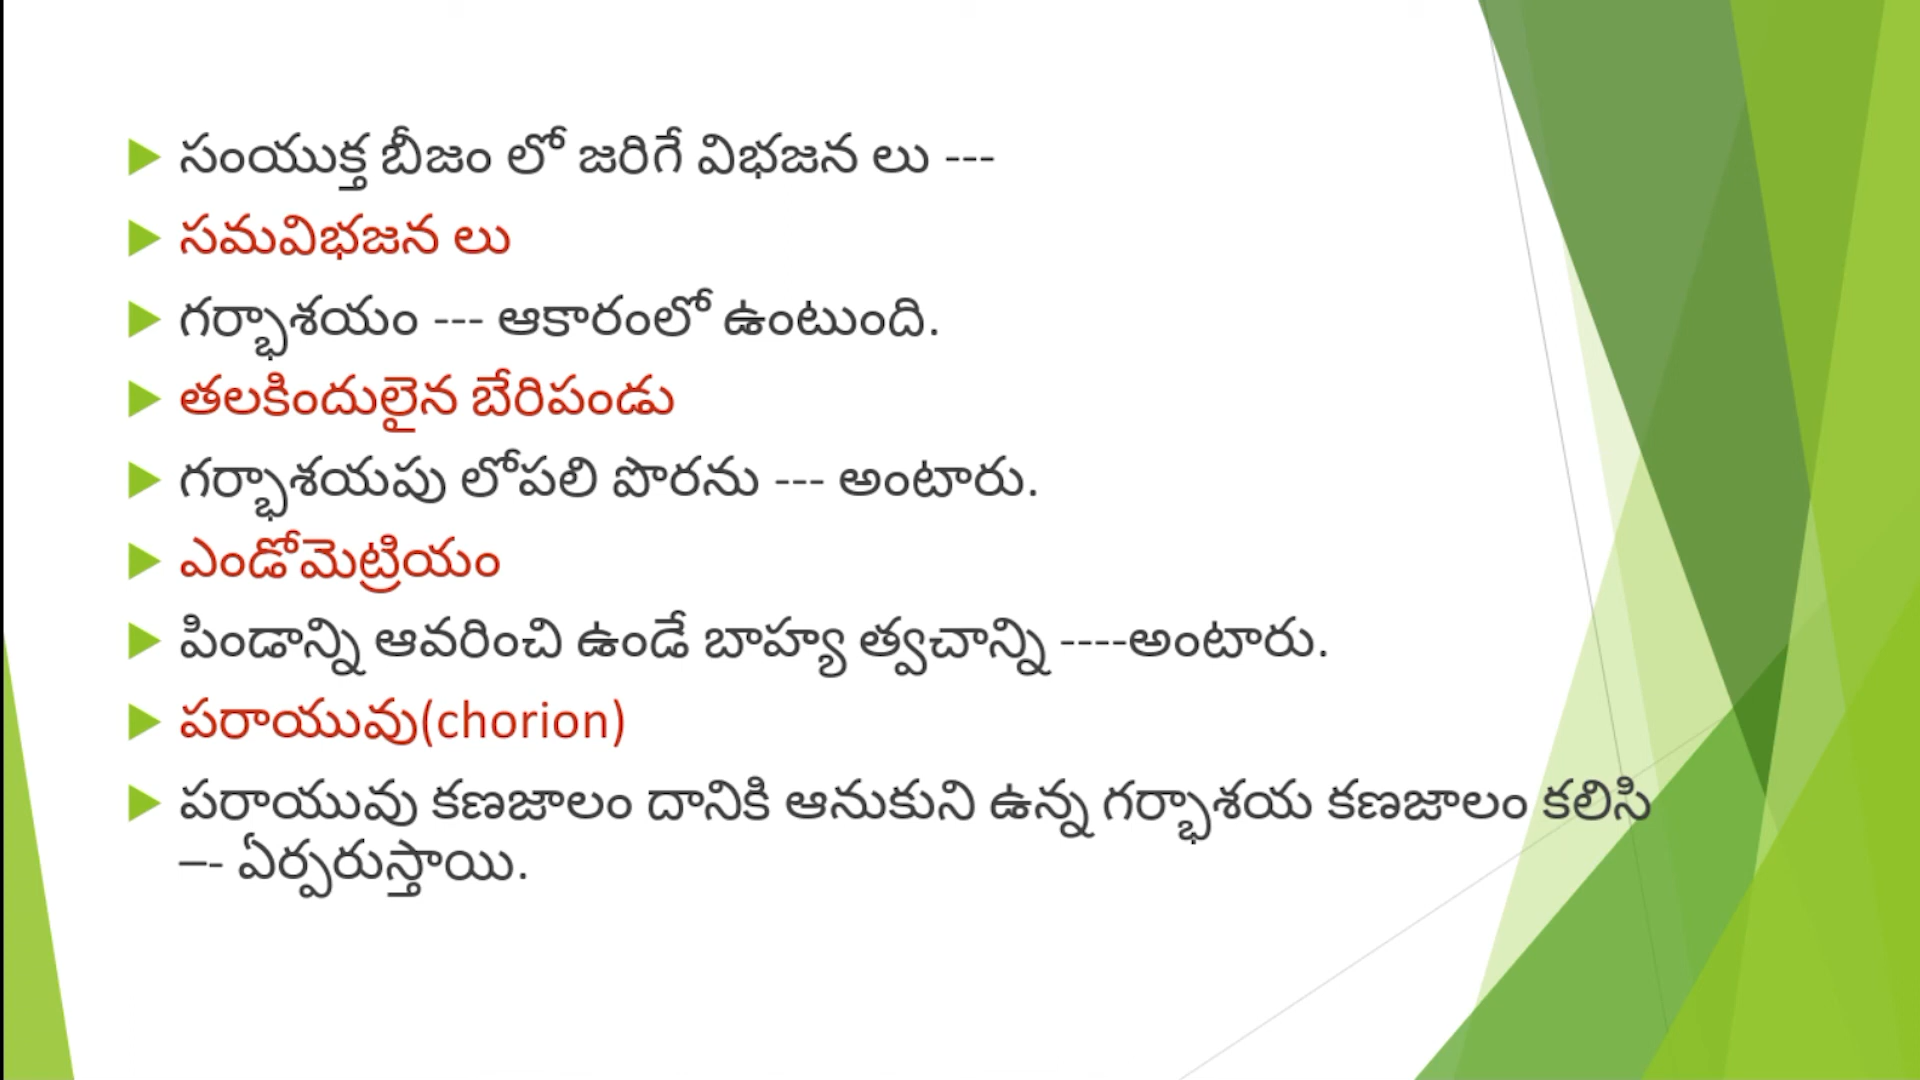 సంయుక్త బీజం లో జరిగే విభజన లు ---
సమవిభజన లు
గర్భాశయం --- ఆకారంలో ఉంటుంది.
తలకిందులైన బేరిపండు
గర్భాశయపు లోపలి పొరను --- అంటారు.
ఎండోమెట్రియం
పిండాన్ని ఆవరించి ఉండే బాహ్య త్వచాన్ని ----అంటారు.
పరాయువు(chorion)
పరాయువు కణజాలం దానికి ఆనుకుని ఉన్న గర్భాశయ కణజాలం కలిసి
–- ఏర్పరుస్తాయి.